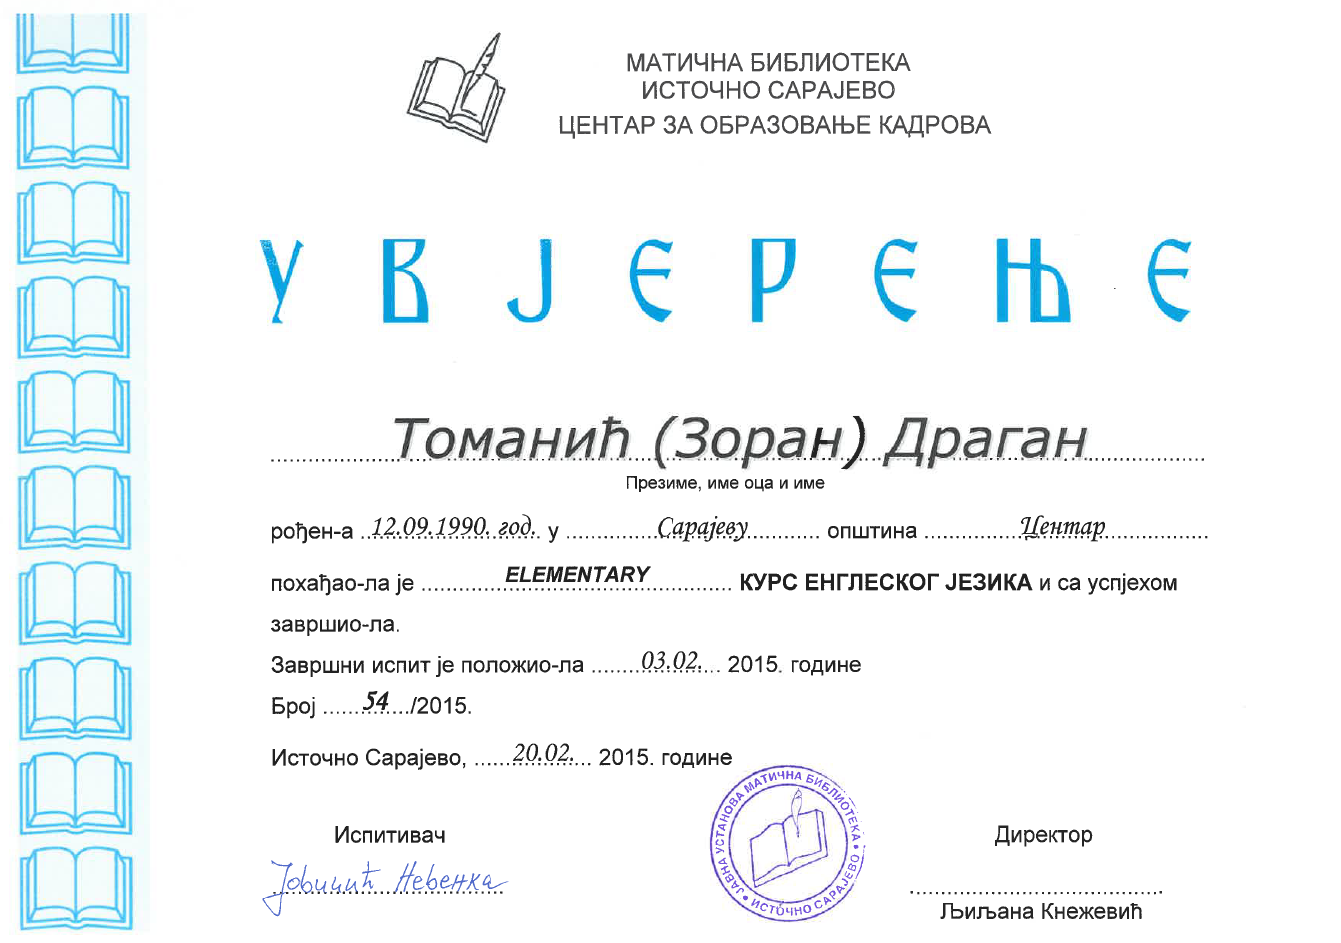 МАТИЧНА БИБЛИОТЕКА
ИСТОЧНО САРАЈЕВО
ЦЕНТАР ЗА ОБРАЗОВАЊЕ КАДРОВА
УВЈЕРЕЊЕ
Томанић (Зоран) Драган
Презиме, име оца и име
рођен-а 12.09.1990. год. у Сарајеву општина Центар
похађао-ла је ELEMENTARY КУРС ЕНГЛЕСКОГ ЈЕЗИКА и са успјехом
завршио-ла.
Завршни испит је положио-ла 03.02. 2015. године
Број 54/2015.
Источно Сарајево, 20.02. 2015. године
ЈАВНА УСТАНОВА МАТИЧНА БИБЛИОТЕКА • ИСТОЧНО САРАЈЕВО •
Испитивач
Директор
Јовичић Невенка
Љиљана Кнежевић